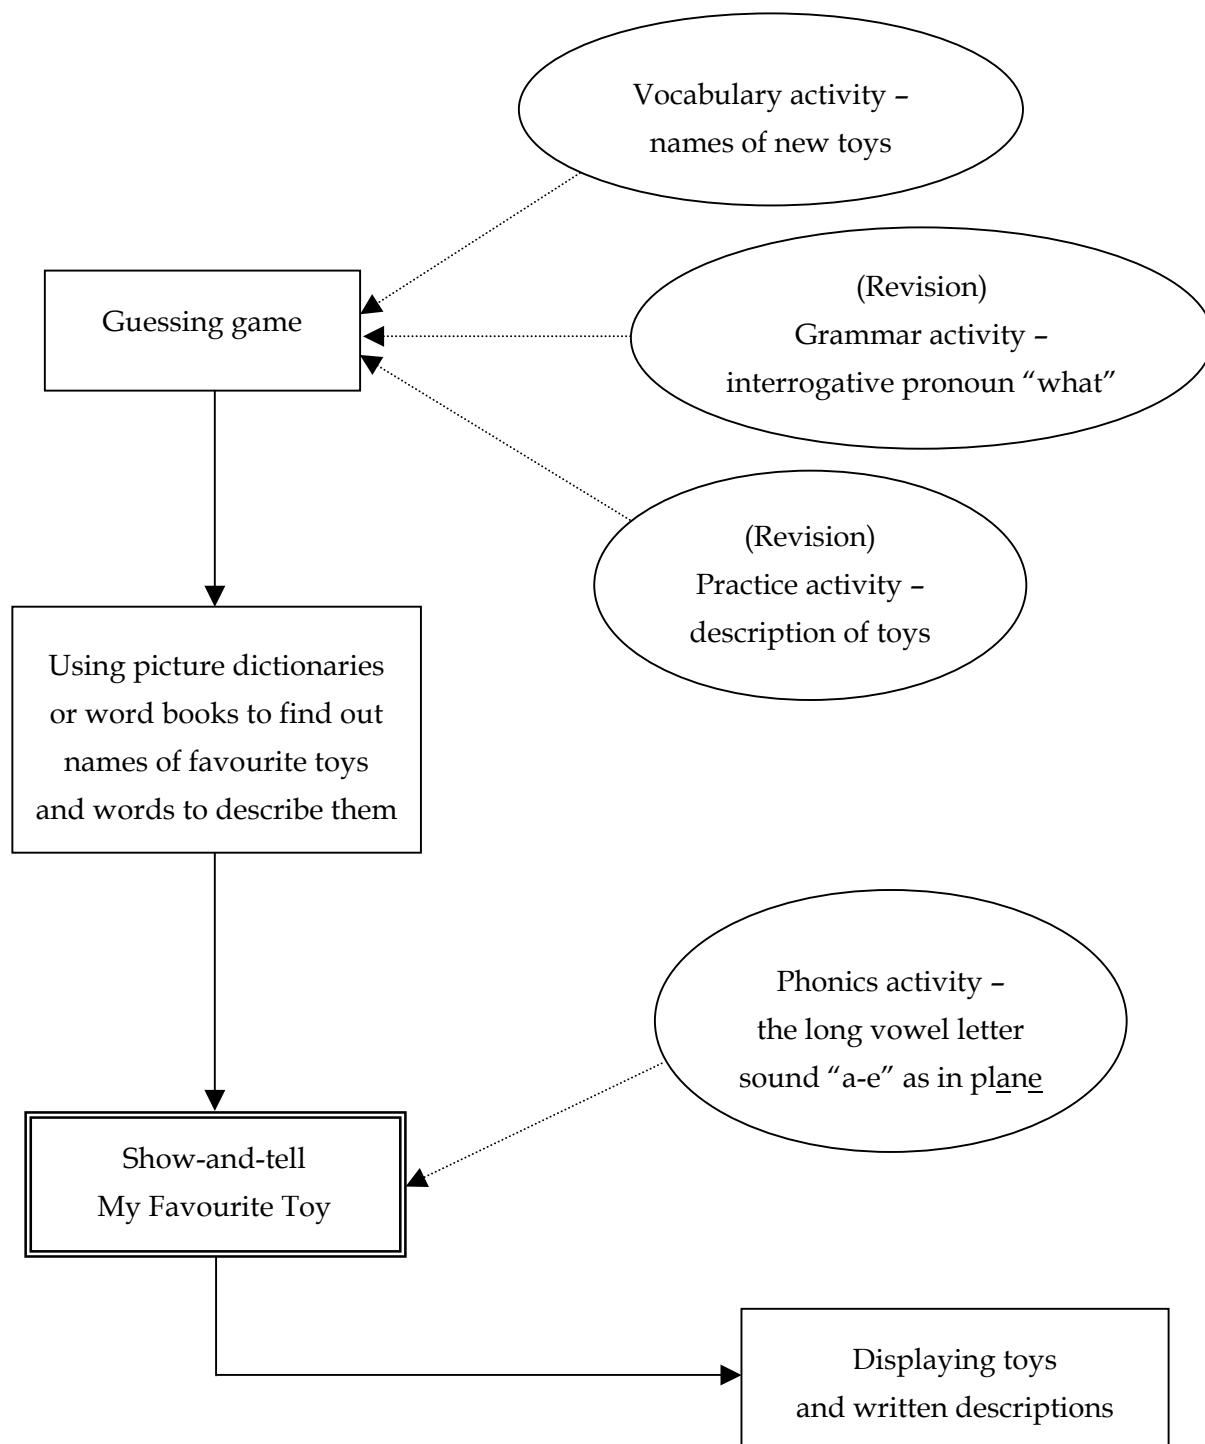 Vocabulary activity –
names of new toys
Guessing game
(Revision)
Grammar activity –
interrogative pronoun “what”
(Revision)
Practice activity –
description of toys
Using picture dictionaries
or word books to find out
names of favourite toys
and words to describe them
Phonics activity –
the long vowel letter
sound “a-e” as in plane
Show-and-tell
My Favourite Toy
Displaying toys
and written descriptions